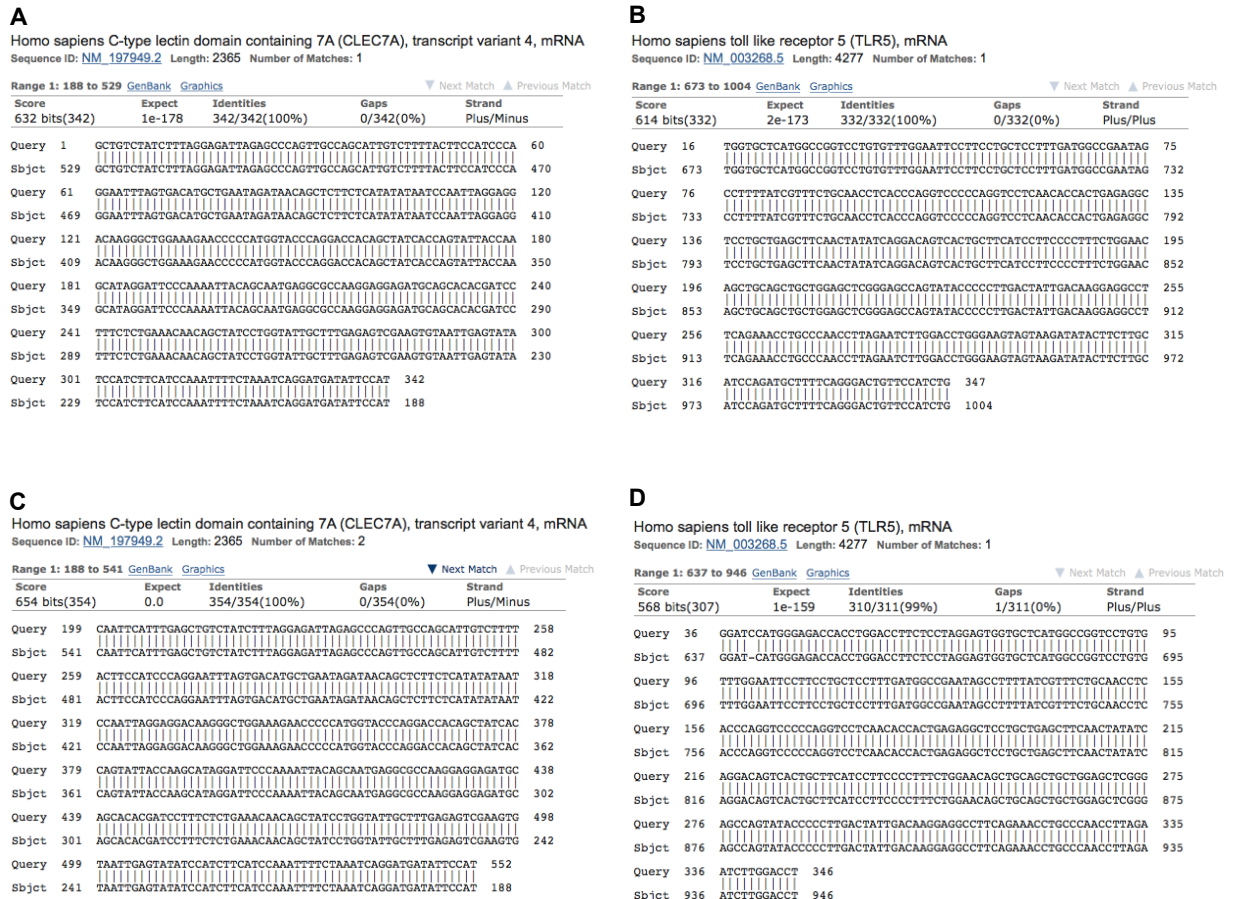 A
Homo sapiens C-type lectin domain containing 7A (CLEC7A), transcript variant 4, mRNA
Sequence ID: NM_197949.2 Length: 2365 Number of Matches: 1
Range 1: 188 to 529 GenBank Graphics ▼ Next Match ▲ Previous Match
Score Expect Identities Gaps Strand
632 bits(342) 1e-178 342/342(100%) 0/342(0%) Plus/Minus
Query 1 GCTGTCTATCTTTAGGAGATTAGAGCCCAGTTGCCAGCATTGTCTTTTACTTCCATCCCA 60
Sbjct 529 GCTGTCTATCTTTAGGAGATTAGAGCCCAGTTGCCAGCATTGTCTTTTACTTCCATCCCA 470
Query 61 GGAATTTAGTGACATGCTGAATAGATAACAGCTCTTCTCATATATAATCCAATTAGGAGG 120
Sbjct 469 GGAATTTAGTGACATGCTGAATAGATAACAGCTCTTCTCATATATAATCCAATTAGGAGG 410
Query 121 ACAAGGGCTGGAAAGAACCCCCATGGTACCCAGGACCACAGCTATCACCAGTATTACCAA 180
Sbjct 409 ACAAGGGCTGGAAAGAACCCCCATGGTACCCAGGACCACAGCTATCACCAGTATTACCAA 350
Query 181 GCATAGGATTCCCAAAATTACAGCAATGAGGCGCCAAGGAGGAGATGCAGCACACGATCC 240
Sbjct 349 GCATAGGATTCCCAAAATTACAGCAATGAGGCGCCAAGGAGGAGATGCAGCACACGATCC 290
Query 241 TTTCTCTGAAACAACAGCTATCCTGGTATTGCTTTGAGAGTCGAAGTGTAATTGAGTATA 300
Sbjct 289 TTTCTCTGAAACAACAGCTATCCTGGTATTGCTTTGAGAGTCGAAGTGTAATTGAGTATA 230
Query 301 TCCATCTTCATCCAAATTTTCTAAATCAGGATGATATTCCAT 342
Sbjct 229 TCCATCTTCATCCAAATTTTCTAAATCAGGATGATATTCCAT 188
B
Homo sapiens toll like receptor 5 (TLR5), mRNA
Sequence ID: NM_003268.5 Length: 4277 Number of Matches: 1
Range 1: 673 to 1004 GenBank Graphics ▼ Next Match ▲ Previous Match
Score Expect Identities Gaps Strand
614 bits(332) 2e-173 332/332(100%) 0/332(0%) Plus/Plus
Query 16 TGGTGCTCATGGCCGGTCCTGTGTTTGGAATTCCTTCCTGCTCCTTTGATGGCCGAATAG 75
Sbjct 673 TGGTGCTCATGGCCGGTCCTGTGTTTGGAATTCCTTCCTGCTCCTTTGATGGCCGAATAG 732
Query 76 CCTTTTATCGTTTCTGCAACCTCACCCAGGTCCCCCAGGTCCTCAACACCACTGAGAGGC 135
Sbjct 733 CCTTTTATCGTTTCTGCAACCTCACCCAGGTCCCCCAGGTCCTCAACACCACTGAGAGGC 792
Query 136 TCCTGCTGAGCTTCAACTATATCAGGACAGTCACTGCTTCATCCTTCCCCTTTCTGGAAC 195
Sbjct 793 TCCTGCTGAGCTTCAACTATATCAGGACAGTCACTGCTTCATCCTTCCCCTTTCTGGAAC 852
Query 196 AGCTGCAGCTGCTGGAGCTCGGGAGCCAGTATACCCCCTTGACTATTGACAAGGAGGCCT 255
Sbjct 853 AGCTGCAGCTGCTGGAGCTCGGGAGCCAGTATACCCCCTTGACTATTGACAAGGAGGCCT 912
Query 256 TCAGAAACCTGCCCAACCTTAGAATCTTGGACCTGGGAAGTAGTAAGATATACTTCTTGC 315
Sbjct 913 TCAGAAACCTGCCCAACCTTAGAATCTTGGACCTGGGAAGTAGTAAGATATACTTCTTGC 972
Query 316 ATCCAGATGCTTTTCAGGGACTGTTCCATCTG 347
Sbjct 973 ATCCAGATGCTTTTCAGGGACTGTTCCATCTG 1004
C
Homo sapiens C-type lectin domain containing 7A (CLEC7A), transcript variant 4, mRNA
Sequence ID: NM_197949.2 Length: 2365 Number of Matches: 2
Range 1: 188 to 541 GenBank Graphics ▼ Next Match ▲ Previous Match
Score Expect Identities Gaps Strand
654 bits(354) 0.0 354/354(100%) 0/354(0%) Plus/Minus
Query 199 CAATTCATTTGAGCTGTCTATCTTTAGGAGATTAGAGCCCAGTTGCCAGCATTGTCTTTT 258
Sbjct 541 CAATTCATTTGAGCTGTCTATCTTTAGGAGATTAGAGCCCAGTTGCCAGCATTGTCTTTT 482
Query 259 ACTTCCATCCCAGGAATTTAGTGACATGCTGAATAGATAACAGCTCTTCTCATATATAAT 318
Sbjct 481 ACTTCCATCCCAGGAATTTAGTGACATGCTGAATAGATAACAGCTCTTCTCATATATAAT 422
Query 319 CCAATTAGGAGGACAAGGGCTGGAAAGAACCCCCATGGTACCCAGGACCACAGCTATCAC 378
Sbjct 421 CCAATTAGGAGGACAAGGGCTGGAAAGAACCCCCATGGTACCCAGGACCACAGCTATCAC 362
Query 379 CAGTATTACCAAGCATAGGATTCCCAAAATTACAGCAATGAGGCGCCAAGGAGGAGATGC 438
Sbjct 361 CAGTATTACCAAGCATAGGATTCCCAAAATTACAGCAATGAGGCGCCAAGGAGGAGATGC 302
Query 439 AGCACACGATCCTTTCTCTGAAACAACAGCTATCCTGGTATTGCTTTGAGAGTCGAAGTG 498
Sbjct 301 AGCACACGATCCTTTCTCTGAAACAACAGCTATCCTGGTATTGCTTTGAGAGTCGAAGTG 242
Query 499 TAATTGAGTATATCCATCTTCATCCAAATTTTCTAAATCAGGATGATATTCCAT 552
Sbjct 241 TAATTGAGTATATCCATCTTCATCCAAATTTTCTAAATCAGGATGATATTCCAT 188
D
Homo sapiens toll like receptor 5 (TLR5), mRNA
Sequence ID: NM_003268.5 Length: 4277 Number of Matches: 1
Range 1: 637 to 946 GenBank Graphics ▼ Next Match ▲ Previous Match
Score Expect Identities Gaps Strand
568 bits(307) 1e-159 310/311(99%) 1/311(0%) Plus/Plus
Query 36 GGATCCATGGGAGACCACCTGGACCTTCTCCTAGGAGTGGTGCTCATGGCCGGTCCTGTG 95
Sbjct 637 GGAT-CATGGGAGACCACCTGGACCTTCTCCTAGGAGTGGTGCTCATGGCCGGTCCTGTG 695
Query 96 TTTGGAATTCCTTCCTGCTCCTTTGATGGCCGAATAGCCTTTTATCGTTTCTGCAACCTC 155
Sbjct 696 TTTGGAATTCCTTCCTGCTCCTTTGATGGCCGAATAGCCTTTTATCGTTTCTGCAACCTC 755
Query 156 ACCCAGGTCCCCCAGGTCCTCAACACCACTGAGAGGCTCCTGCTGAGCTTCAACTATATC 215
Sbjct 756 ACCCAGGTCCCCCAGGTCCTCAACACCACTGAGAGGCTCCTGCTGAGCTTCAACTATATC 815
Query 216 AGGACAGTCACTGCTTCATCCTTCCCCTTTCTGGAACAGCTGCAGCTGCTGGAGCTCGGG 275
Sbjct 816 AGGACAGTCACTGCTTCATCCTTCCCCTTTCTGGAACAGCTGCAGCTGCTGGAGCTCGGG 875
Query 276 AGCCAGTATACCCCCTTGACTATTGACAAGGAGGCCTTCAGAAACCTGCCCAACCTTAGA 335
Sbjct 876 AGCCAGTATACCCCCTTGACTATTGACAAGGAGGCCTTCAGAAACCTGCCCAACCTTAGA 935
Query 336 ATCTTGGACCT 346
Sbjct 936 ATCTTGGACCT 946